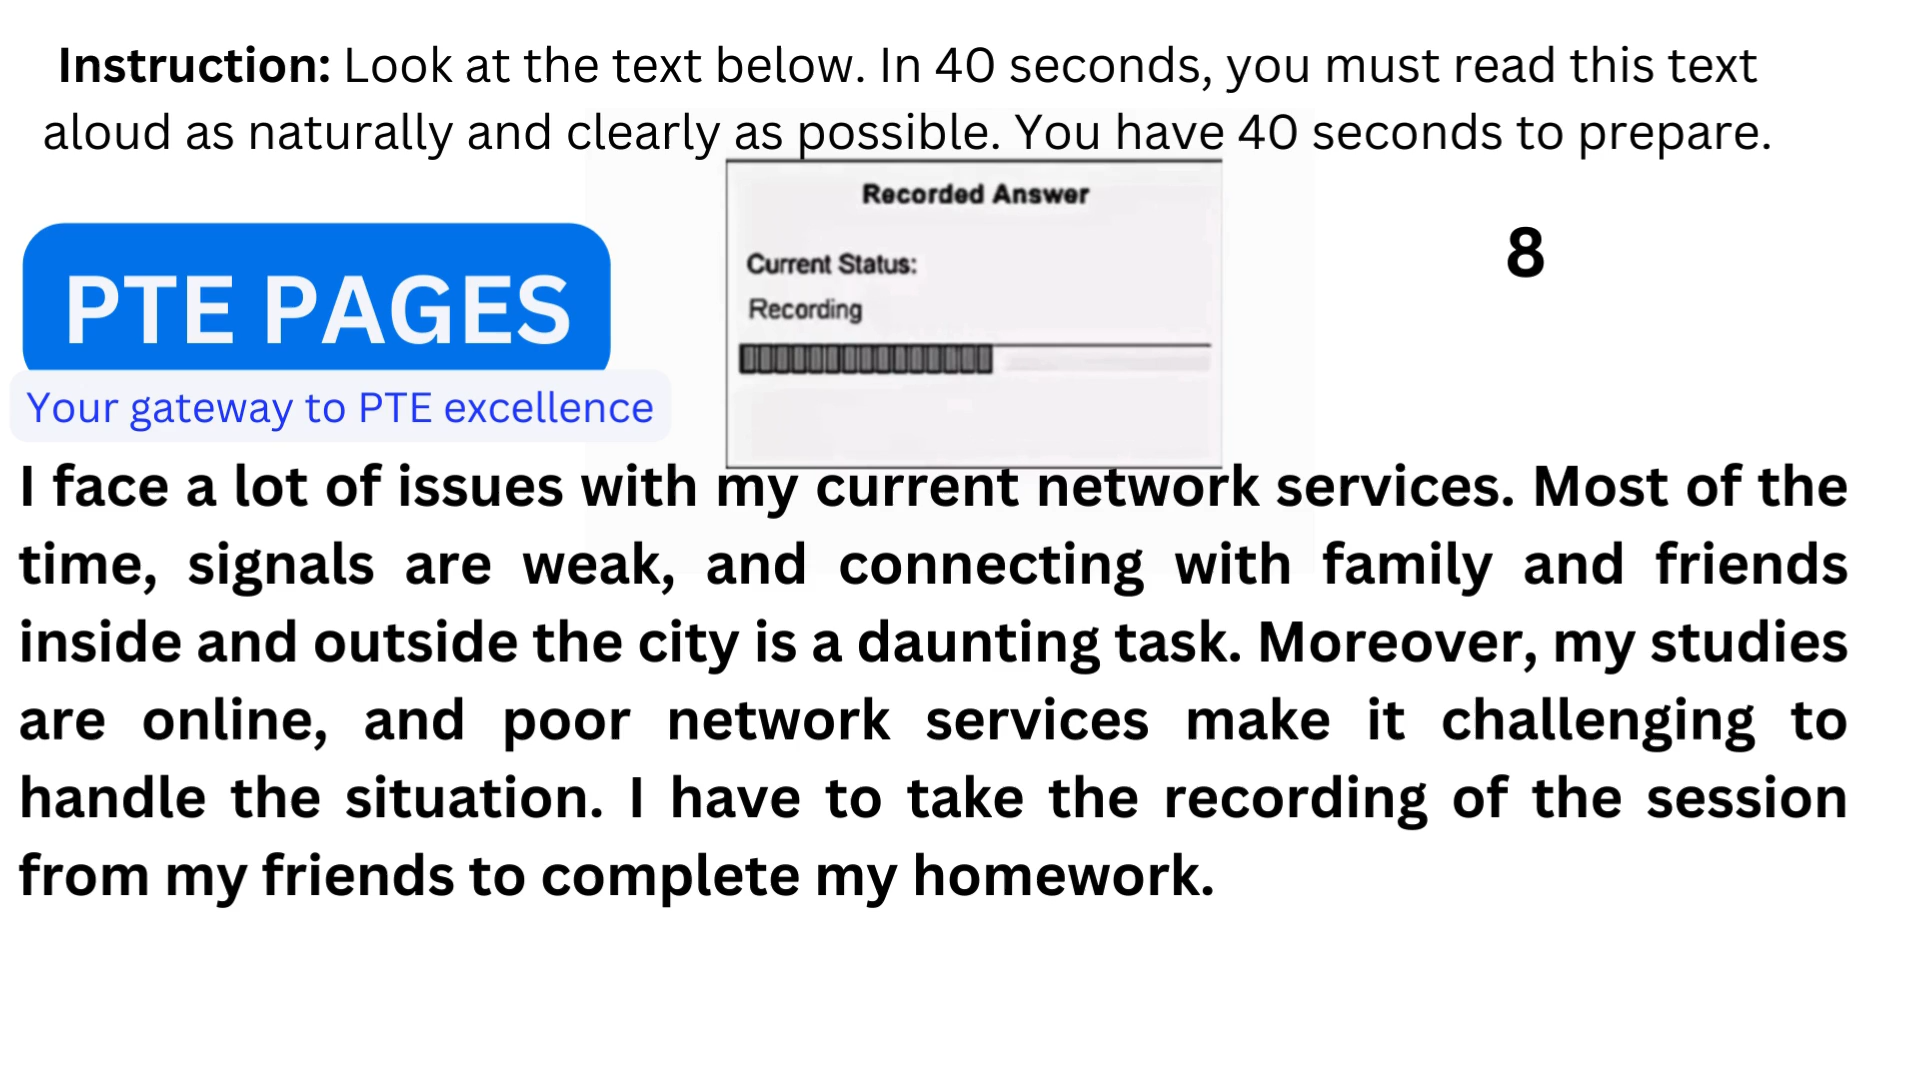 Instruction: Look at the text below. In 40 seconds, you must read this text
aloud as naturally and clearly as possible. You have 40 seconds to prepare.
Recorded Answer
Current Status:
Recording
8
PTE PAGES
Your gateway to PTE excellence
I face a lot of issues with my current network services. Most of the
time, signals are weak, and connecting with family and friends
inside and outside the city is a daunting task. Moreover, my studies
are online, and poor network services make it challenging to
handle the situation. I have to take the recording of the session
from my friends to complete my homework.